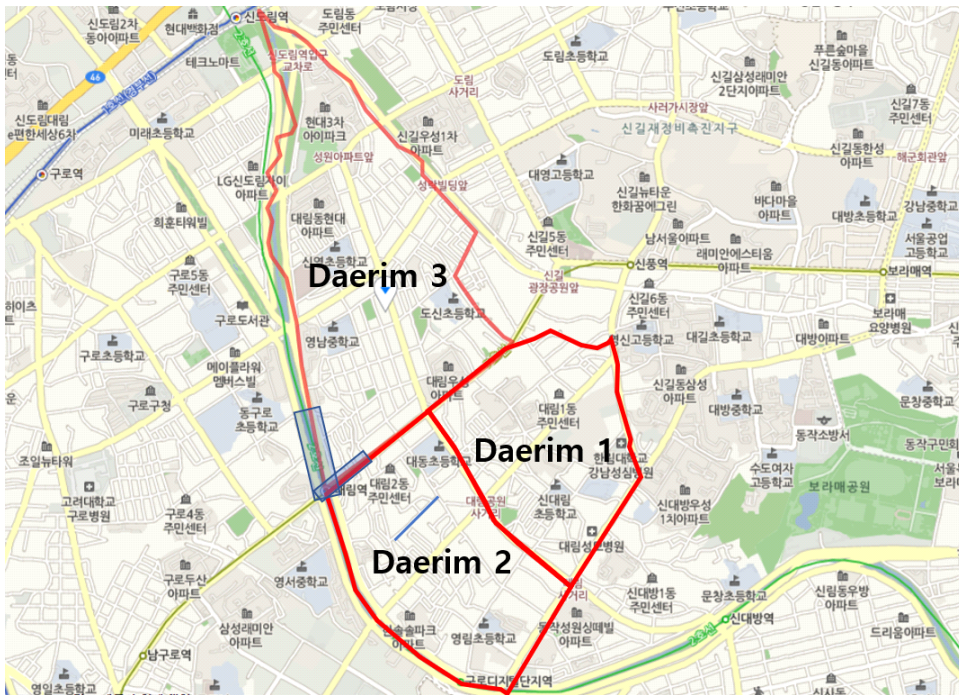 신도림2차
동아아파트
현대백화점
신도림역
도림동
주민센터
테크노마트
신도림역입구
교차로
도림초등학교
도림
사거리
푸른숲마을
신길동아파트
신길삼성래미안
2단지아파트
46
신도림대림
e편한세상6차
미래초등학교
현대3차
아이파크
신길우성1차
아파트
사러가시장앞
신길7동
주민센터
신길재정비촉진지구
신길동한성
아파트
해군회관앞
구로역
성원아파트앞
LG신도림자이
아파트
성락빌딩앞
대영고등학교
신길뉴타운
한화꿈에그린
바다마을
아파트
대방초등학교
강남중학교
희훈타워빌
대림동현대
아파트
신길5동
주민센터
남서울아파트
래미안에스티움
아파트
서울공업
고등학교
신영초등학교
구로5동
주민센터
Daerim 3
신길
광장공원앞
신풍역
보라매역
도신초등학교
신길6동
주민센터
보라매
요양병원
구로도서관
영남중학교
영신고등학교
대길초등학교
대방아파트
구로초등학교
메이플라워
멤버스빌
대림우성
아파트
신길동삼성
아파트
구로구청
동구로
초등학교
대림1동
주민센터
대방중학교
문창중학교
동작소방서
동작구민회
조일뉴타운
대동초등학교
Daerim 1
한림대학교
강남성심병원
수도여자
고등학교
보라매공원
고려대학교
구로병원
대림역
대림2동
주민센터
신대림
초등학교
신대방우성
1차아파트
구로4동
주민센터
대림성모병원
Daerim 2
구로두산
아파트
영서중학교
사거리
신대방1동
주민센터
문창초등학교
신림동우방
아파트
삼성래미안
아파트
영림초등학교
동작성원상떼빌
아파트
신대방역
2호선
드리움아파트
남구로역
구로디지털단지역
영일초등학교